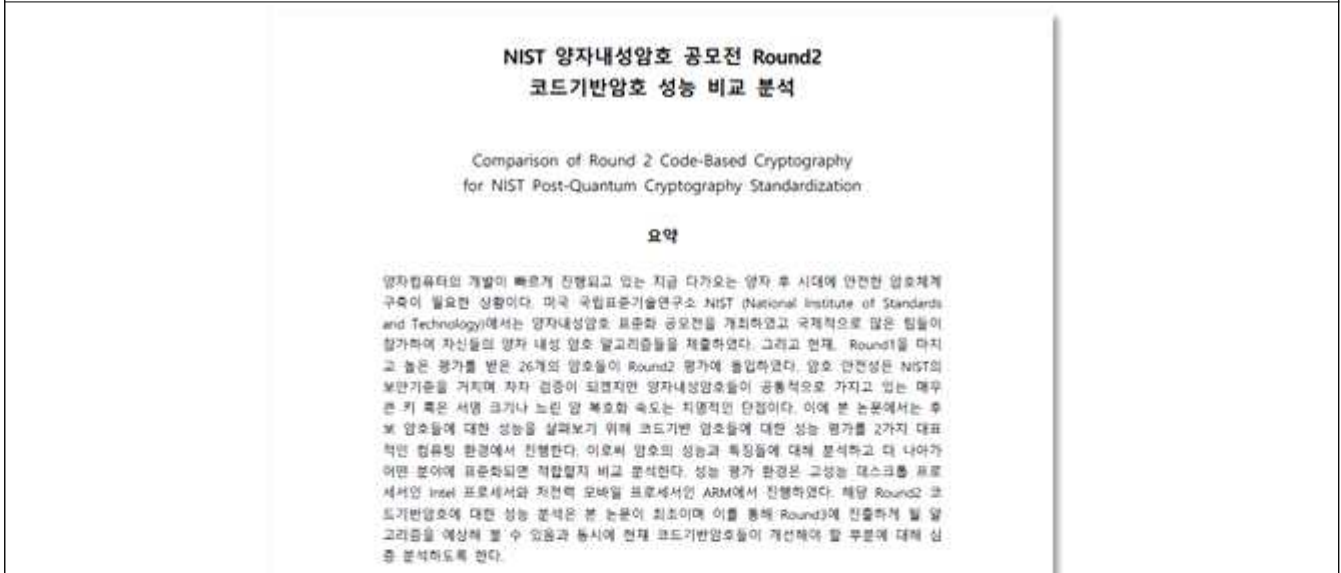 NIST 양자내성암호 공모전 Round2
코드기반암호 성능 비교 분석
Comparison of Round 2 Code-Based Cryptography
for NIST Post-Quantum Cryptography Standardization
요약
양자컴퓨터의 개발이 빠르게 진행되고 있는 지금 다가오는 양자 후 시대에 안전한 암호체계
구축이 필요한 상황이다. 미국 국립표준기술연구소 NIST (National Institute of Standards
and Technology)에서는 양자내성암호 표준화 공모전을 개최하였고 국제적으로 많은 팀들이
참가하여 자신들의 양자 내성 암호 알고리즘들을 제출하였다. 그리고 현재, Round1을 마치
고 높은 평가를 받은 26개의 암호들이 Round2 평가에 돌입하였다. 암호 안전성은 NIST의
보안기준을 거치며 차차 검증이 되겠지만 양자내성암호들이 공통적으로 가지고 있는 매우
큰 키 혹은 서명 크기나 느린 암 복호화 속도는 치명적인 단점이다. 이에 본 논문에서는 후
보 암호들에 대한 성능을 살펴보기 위해 코드기반 암호들에 대한 성능 평가를 2가지 대표
적인 컴퓨팅 환경에서 진행한다. 이로써 암호의 성능과 특징들에 대해 분석하고 더 나아가
어떤 분야에 표준화되면 적합할지 비교 분석한다. 성능 평가 환경은 고성능 데스크톱 프로
세서인 Intel 프로세서와 저전력 모바일 프로세서인 ARM에서 진행하였다. 해당 Round2 코
드기반암호에 대한 성능 분석은 본 논문이 최초이며 이를 통해 Round3에 진출하게 될 알
고리즘을 예상해 볼 수 있음과 동시에 현재 코드기반암호들이 개선해야 할 부분에 대해 심
층 분석하도록 한다.